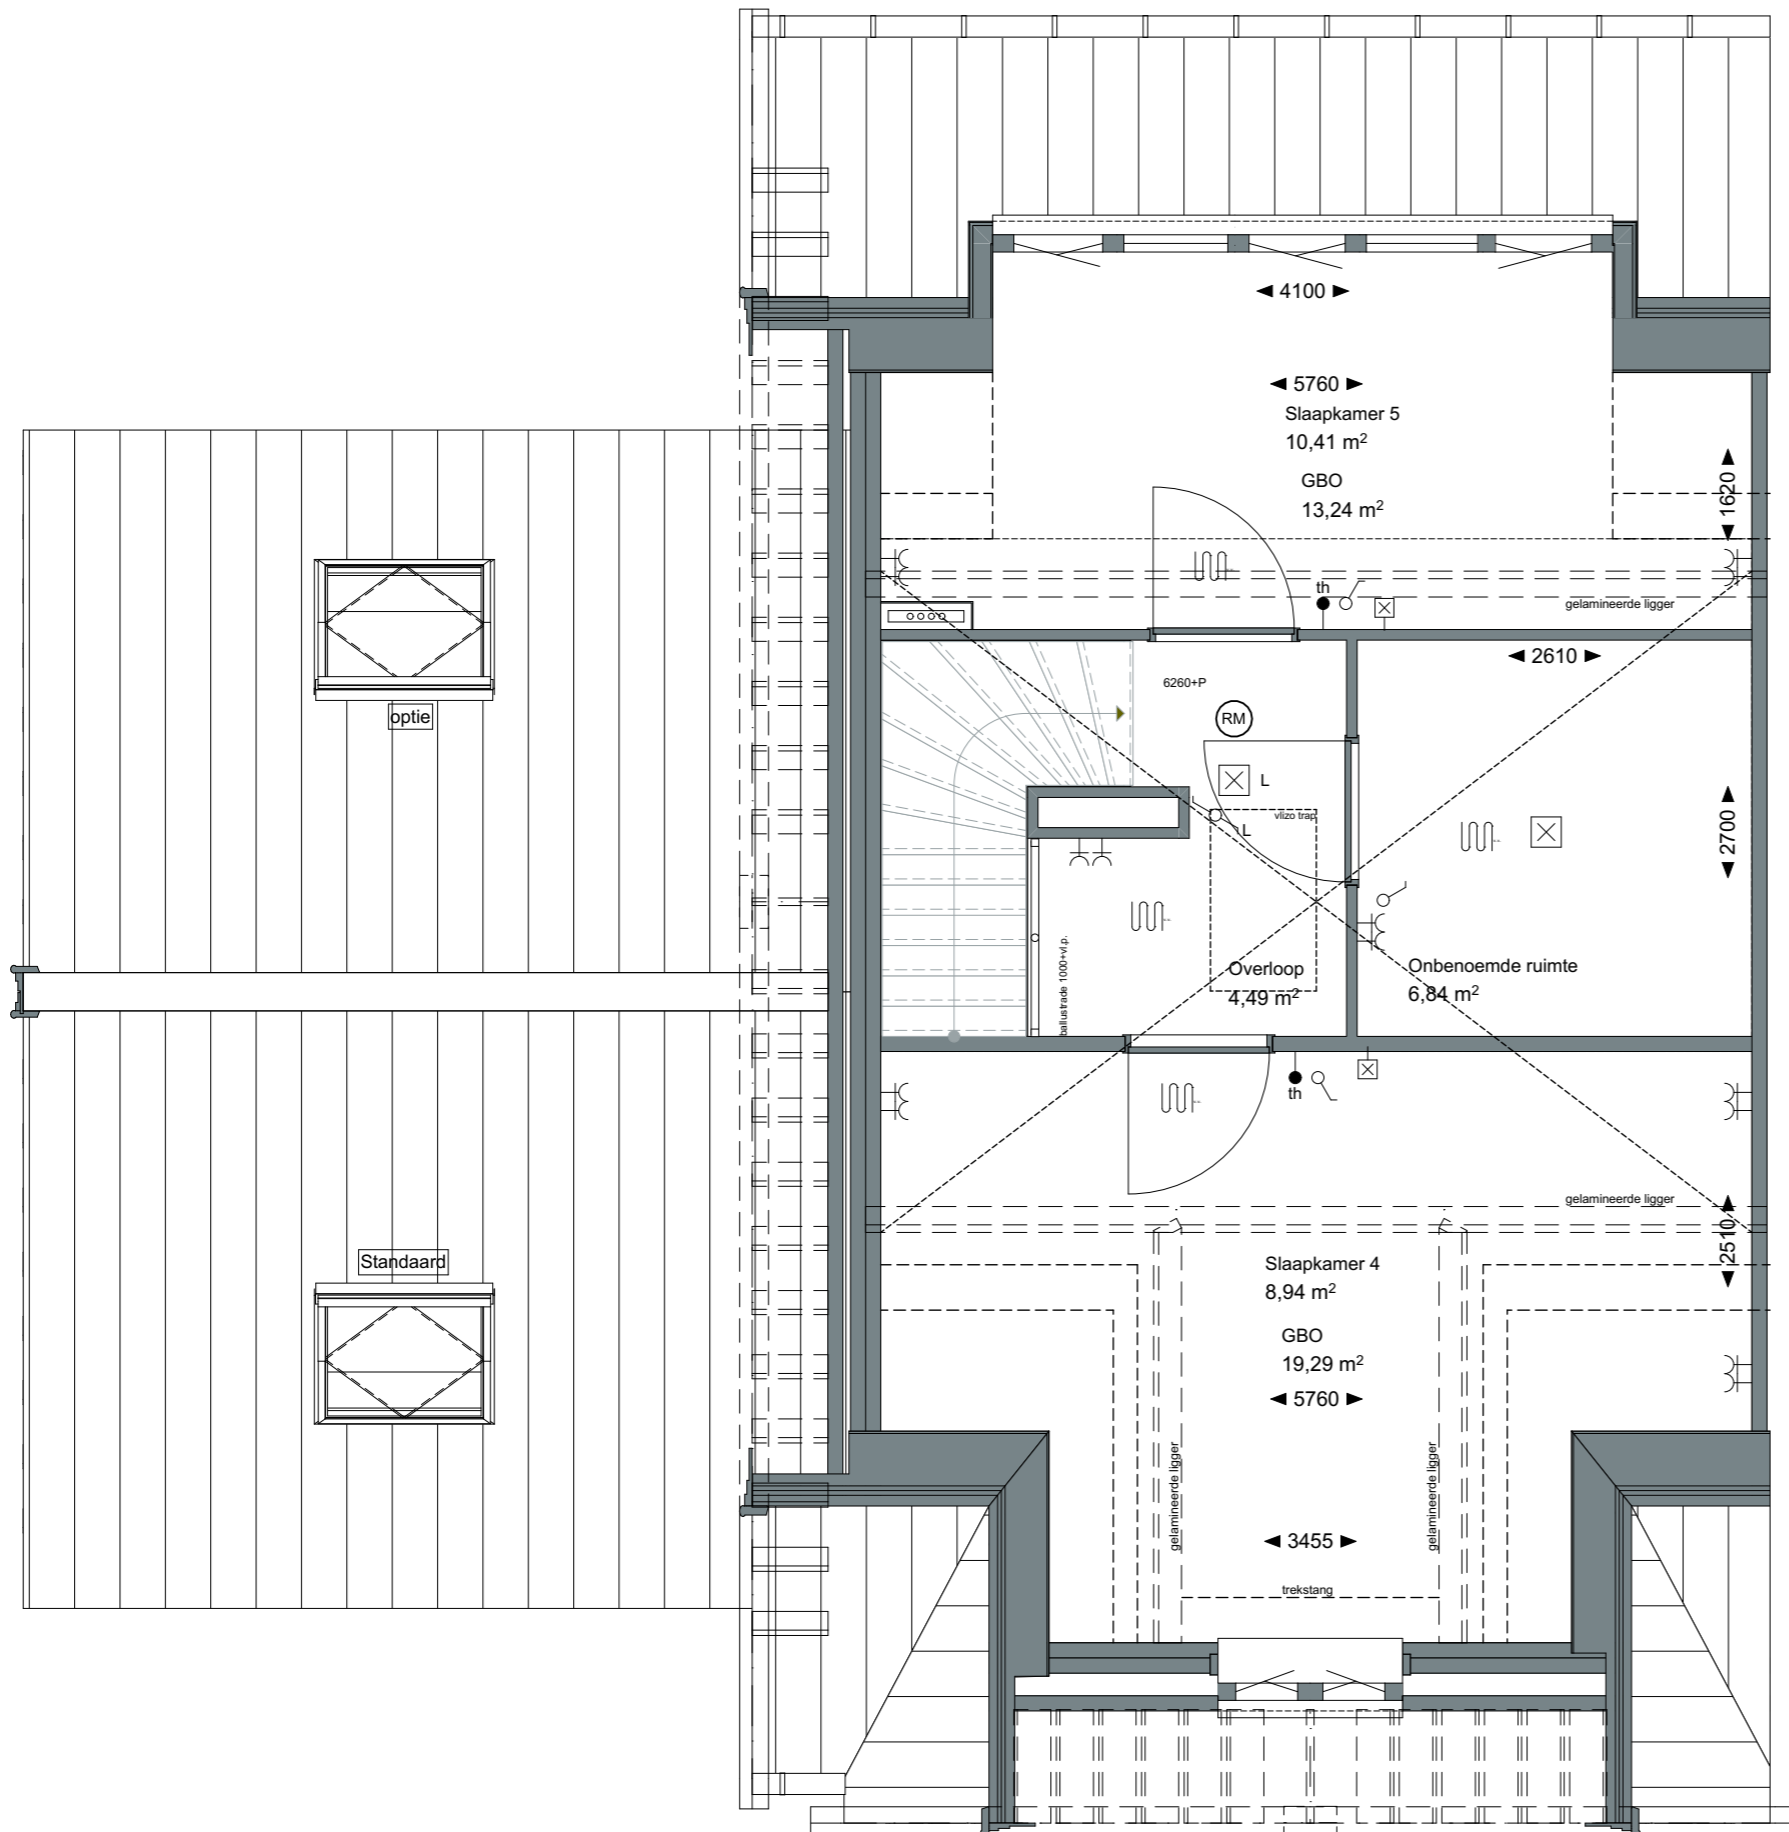 4100
5760
Slaapkamer 5
10,41 m²
GBO
13,24 m²
1620
th
gelamineerde ligger
2610
6260+P
RM
optie
L
vlizo trap
L
2700
ballustrade 1000+vl.p.
Overloop
4,49 m²
Onbenoemde ruimte
6,84 m²
th
gelamineerde ligger
2510
Standaard
Slaapkamer 4
8,94 m²
GBO
19,29 m²
5760
gelamineerde ligger
gelamineerde ligger
3455
trekstang